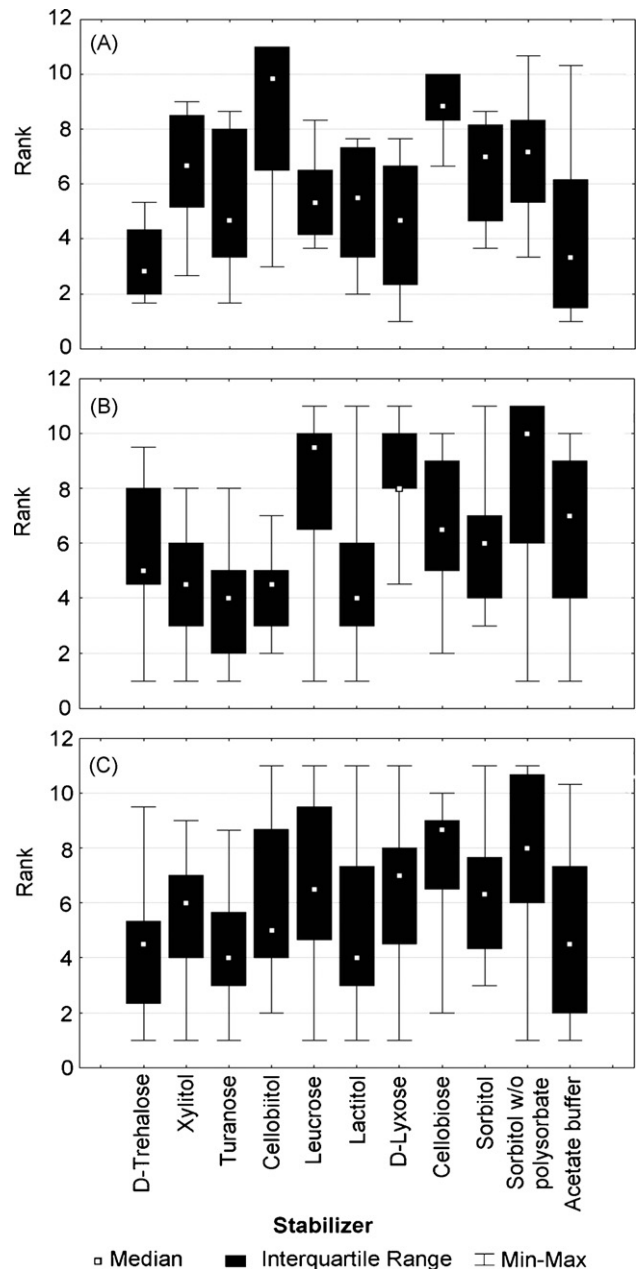 12
(A)
10
8
Rank
6
4
2
0
12
(B)
10
8
Rank
6
4
2
0
12
(C)
10
8
Rank
6
4
2
0
D-Trehalose
Xylitol
Turanose
Cellobiitol
Leucrose
Lactitol
D-Lyxose
Cellobiose
Sorbitol
Sorbitol w/o
polysorbate
Acetate buffer
Stabilizer
Median Interquartile Range Min-Max